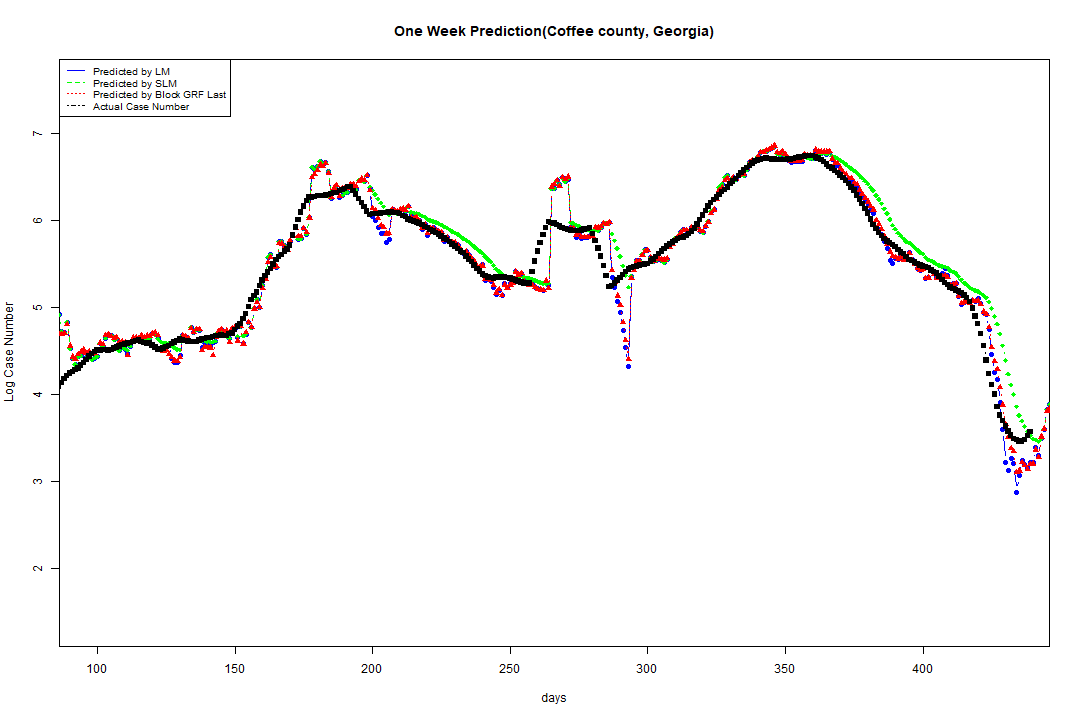 One Week Prediction(Coffee county, Georgia)
Predicted by LM
Predicted by SLM
Predicted by Block GRF Last
Actual Case Number
7
6
5
4
3
2
Log Case Number
100 150 200 250 300 350 400
days